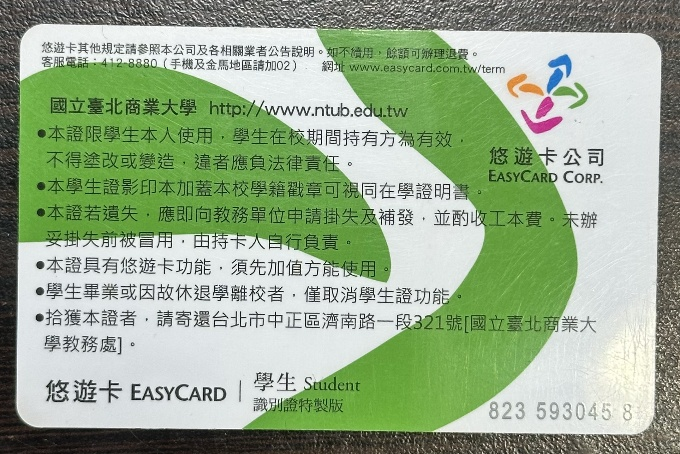 悠遊卡其他規定請參照本公司及各相關業者公告說明。如不續用，餘額可辦理退費。
客服電話：412-8880（手機及金馬地區請加02） 網址 www.easycard.com.tw/term
國立臺北商業大學 http://www.ntub.edu.tw
●本證限學生本人使用，學生在校期間持有方為有效，
不得塗改或變造，違者應負法律責任。
悠遊卡公司
EASYCARD CORP.
●本學生證影印本加蓋本校學籍戳章可視同在學證明書。
●本證若遺失，應即向教務單位申請掛失及補發，並酌收工本費。未辦
妥掛失前被冒用，由持卡人自行負責。
●本證具有悠遊卡功能，須先加值方能使用。
●學生畢業或因故休退學離校者，僅取消學生證功能。
●拾獲本證者，請寄還台北市中正區濟南路一段321號[國立臺北商業大
學教務處]。
悠遊卡 EASYCARD | 學生 Student
識別證特製版
823 593045 8